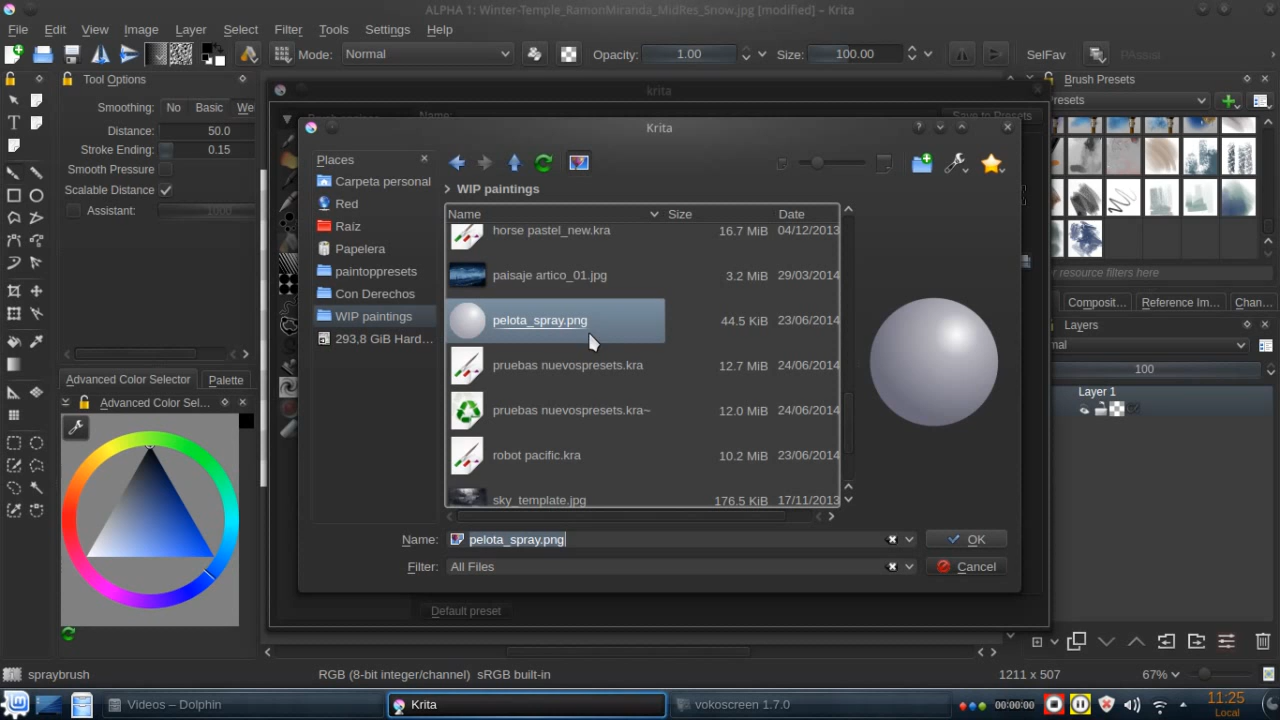 ALPHA 1: Winter-Temple_RamonMiranda_MidRes_Snow.jpg [modified] – Krita
File Edit View Image Layer Select Filter Tools Settings Help
Mode: Normal Opacity: 1.00 Size: 100.00 SelFav PAssist
Tool Options
Smoothing: No Basic We
Distance: 50.0
Stroke Ending: 0.15
Smooth Pressure
Scalable Distance
Assistant: 1000
Advanced Color Selector Palette
Advanced Color Sel...
krita
Name: Save to Presets
Krita
Places
Carpeta personal
Red
Raíz
Papelera
paintoppresets
Con Derechos
WIP paintings
293,8 GiB Hard...
WIP paintings
Name Size Date
horse pastel_new.kra 16.7 MiB 04/12/2013
paisaje artico_01.jpg 3.2 MiB 29/03/2014
pelota_spray.png 44.5 KiB 23/06/2014
pruebas nuevospresets.kra 12.7 MiB 24/06/2014
pruebas nuevospresets.kra~ 12.0 MiB 24/06/2014
robot pacific.kra 10.2 MiB 23/06/2014
sky_template.jpg 176.5 KiB 17/11/2013
Name: pelota_spray.png OK
Filter: All Files Cancel
Default preset
Brush Presets
resets
r resource filters here
Composit... Reference Im... Chan...
Layers
mal
100
Layer 1
spraybrush RGB (8-bit integer/channel) sRGB built-in 1211 x 507 67%
Videos – Dolphin Krita vokoscreen 1.7.0 00:00:00 11:25
Local